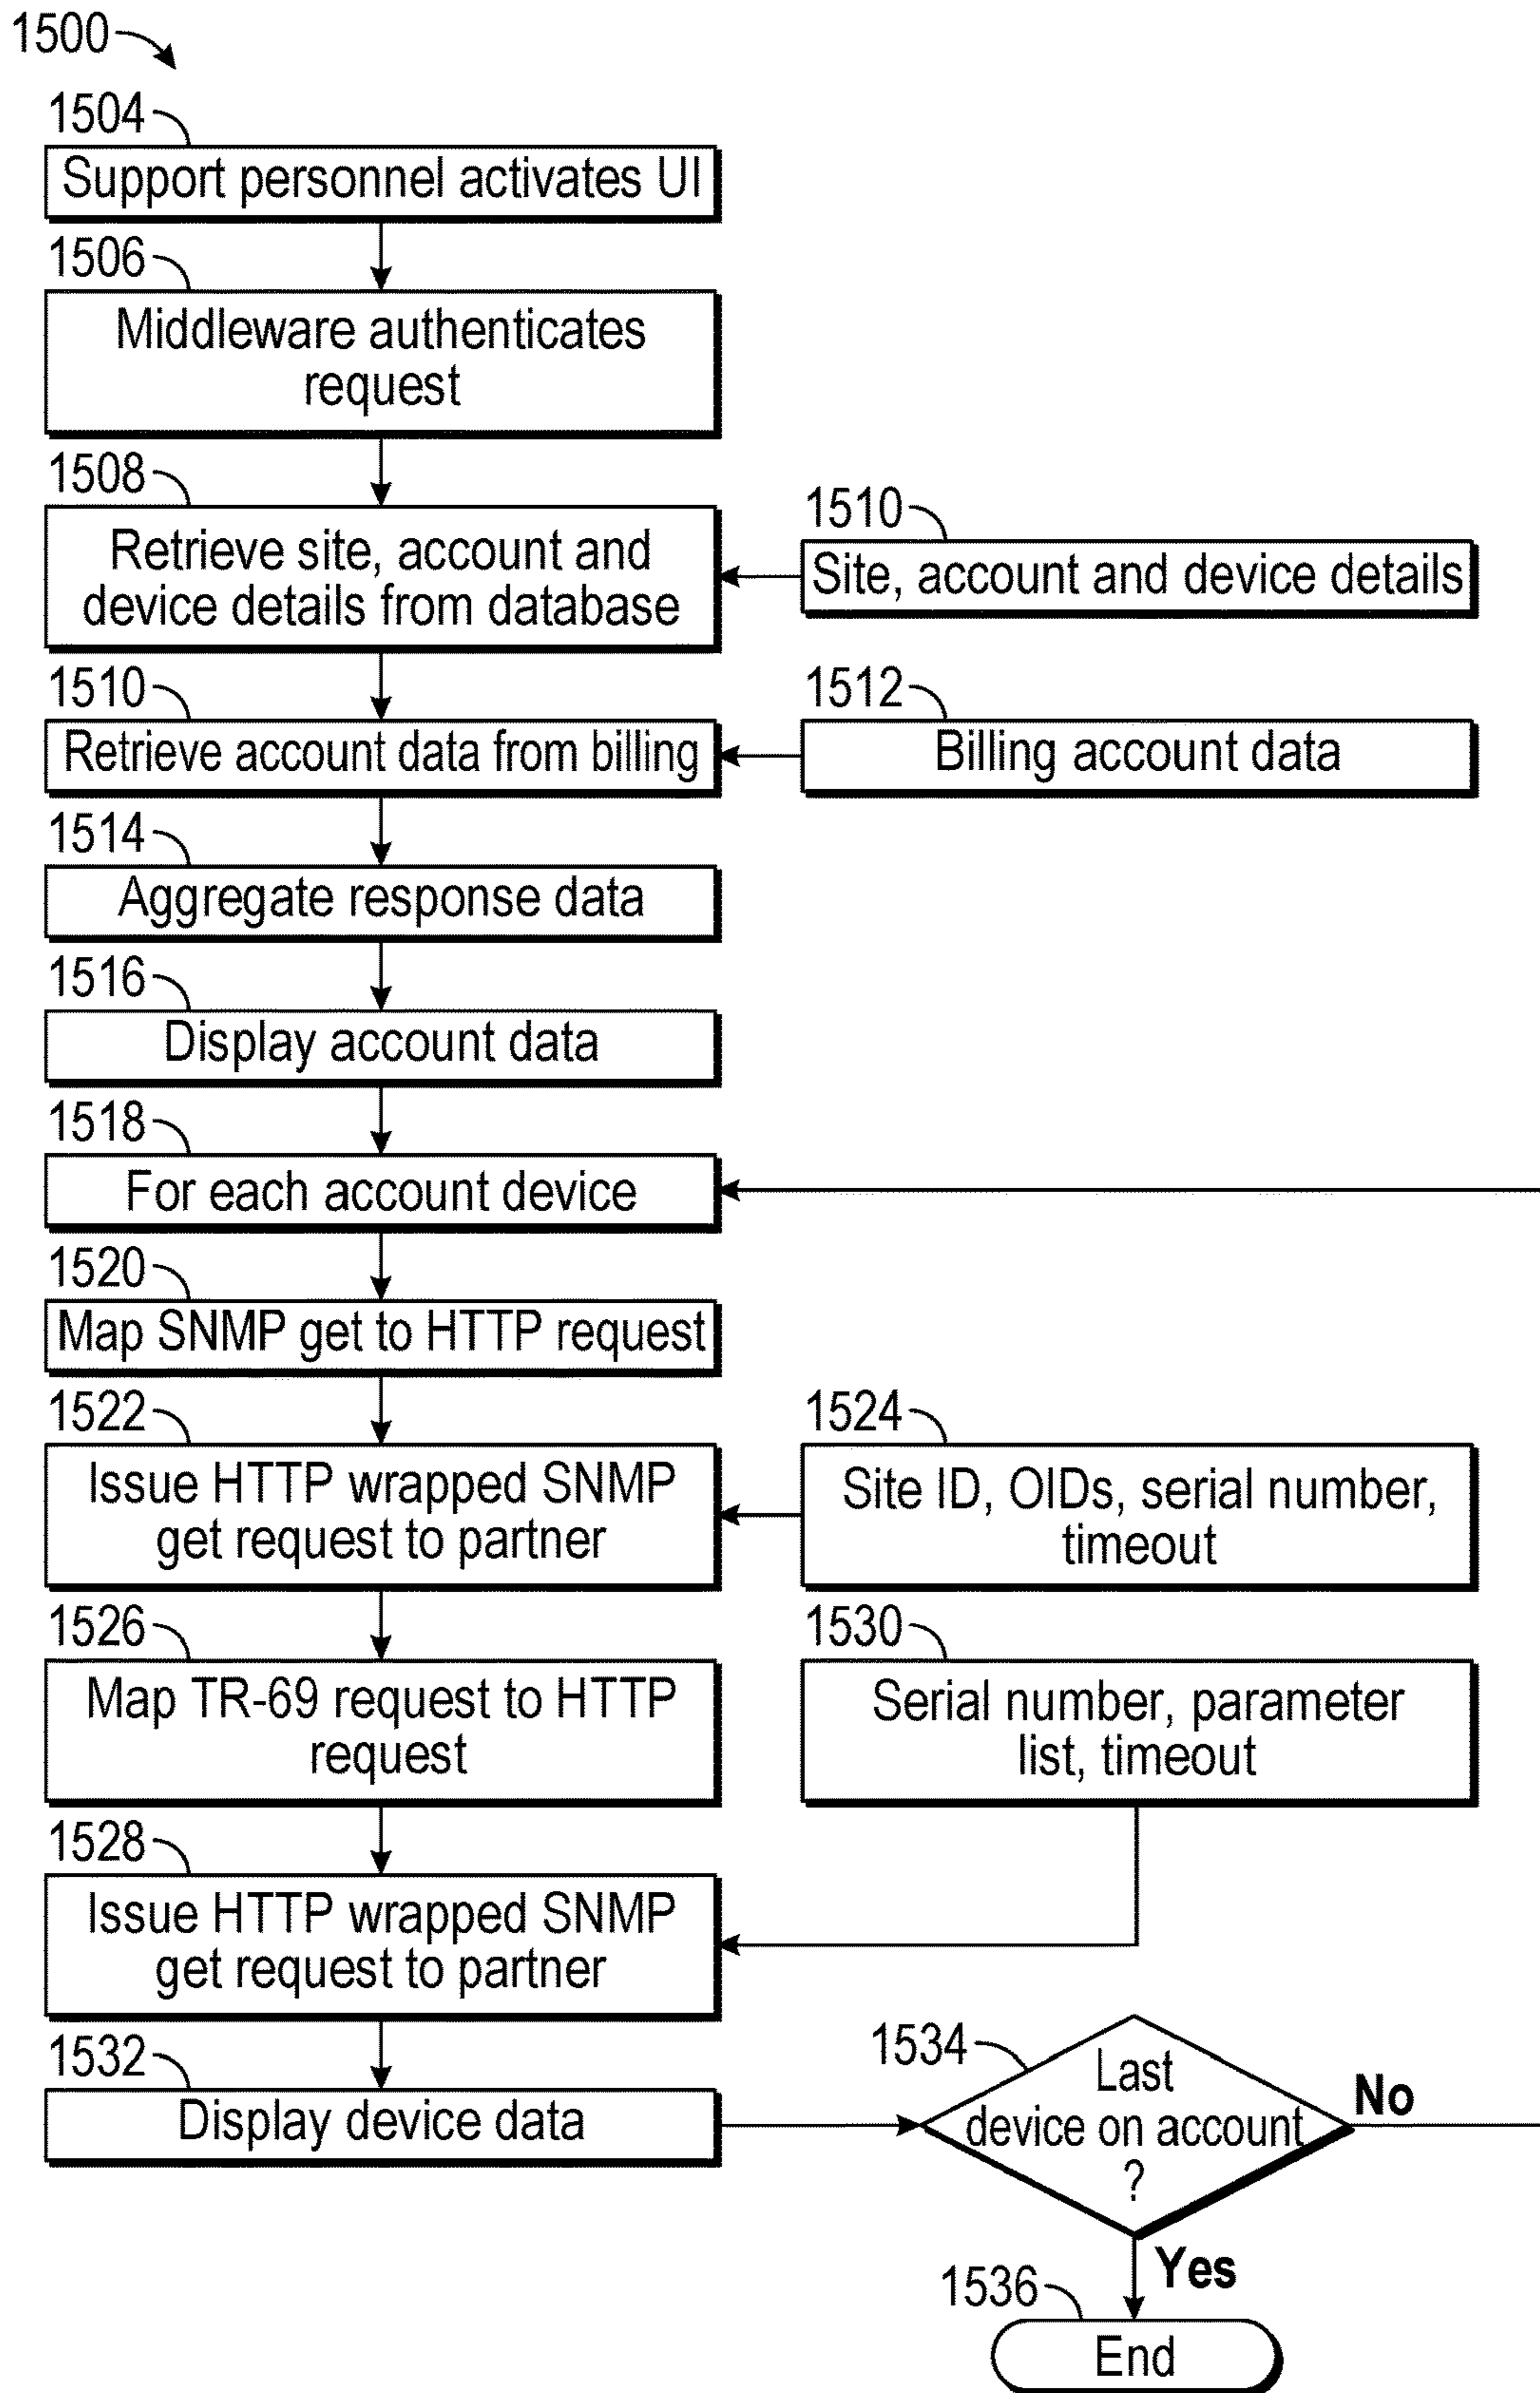 1500
1504
Support personnel activates UI
1506
Middleware authenticates
request
1508
Retrieve site, account and
device details from database
1510
Site, account and device details
1510
Retrieve account data from billing
1512
Billing account data
1514
Aggregate response data
1516
Display account data
1518
For each account device
1520
Map SNMP get to HTTP request
1522
Issue HTTP wrapped SNMP
get request to partner
1524
Site ID, OIDs, serial number,
timeout
1526
Map TR-69 request to HTTP
request
1530
Serial number, parameter
list, timeout
1528
Issue HTTP wrapped SNMP
get request to partner
1532
Display device data
1534
Last
device on account
?
No
Yes
1536
End